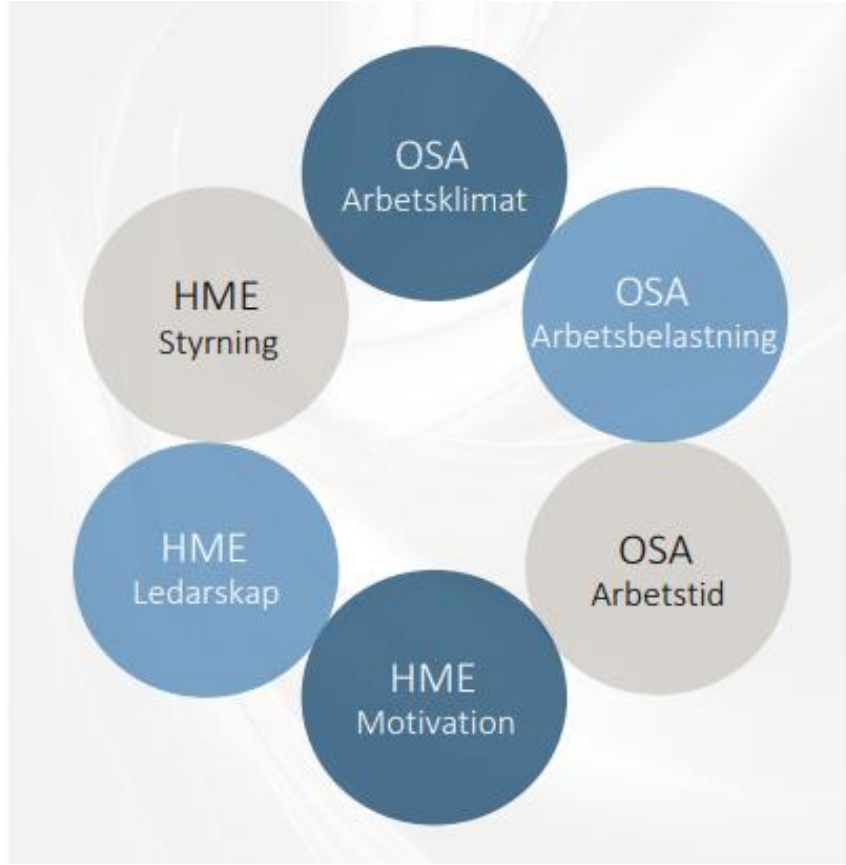 OSA
Arbetsklimat
OSA
Arbetsbelastning
OSA
Arbetstid
HME
Motivation
HME
Ledarskap
HME
Styrning